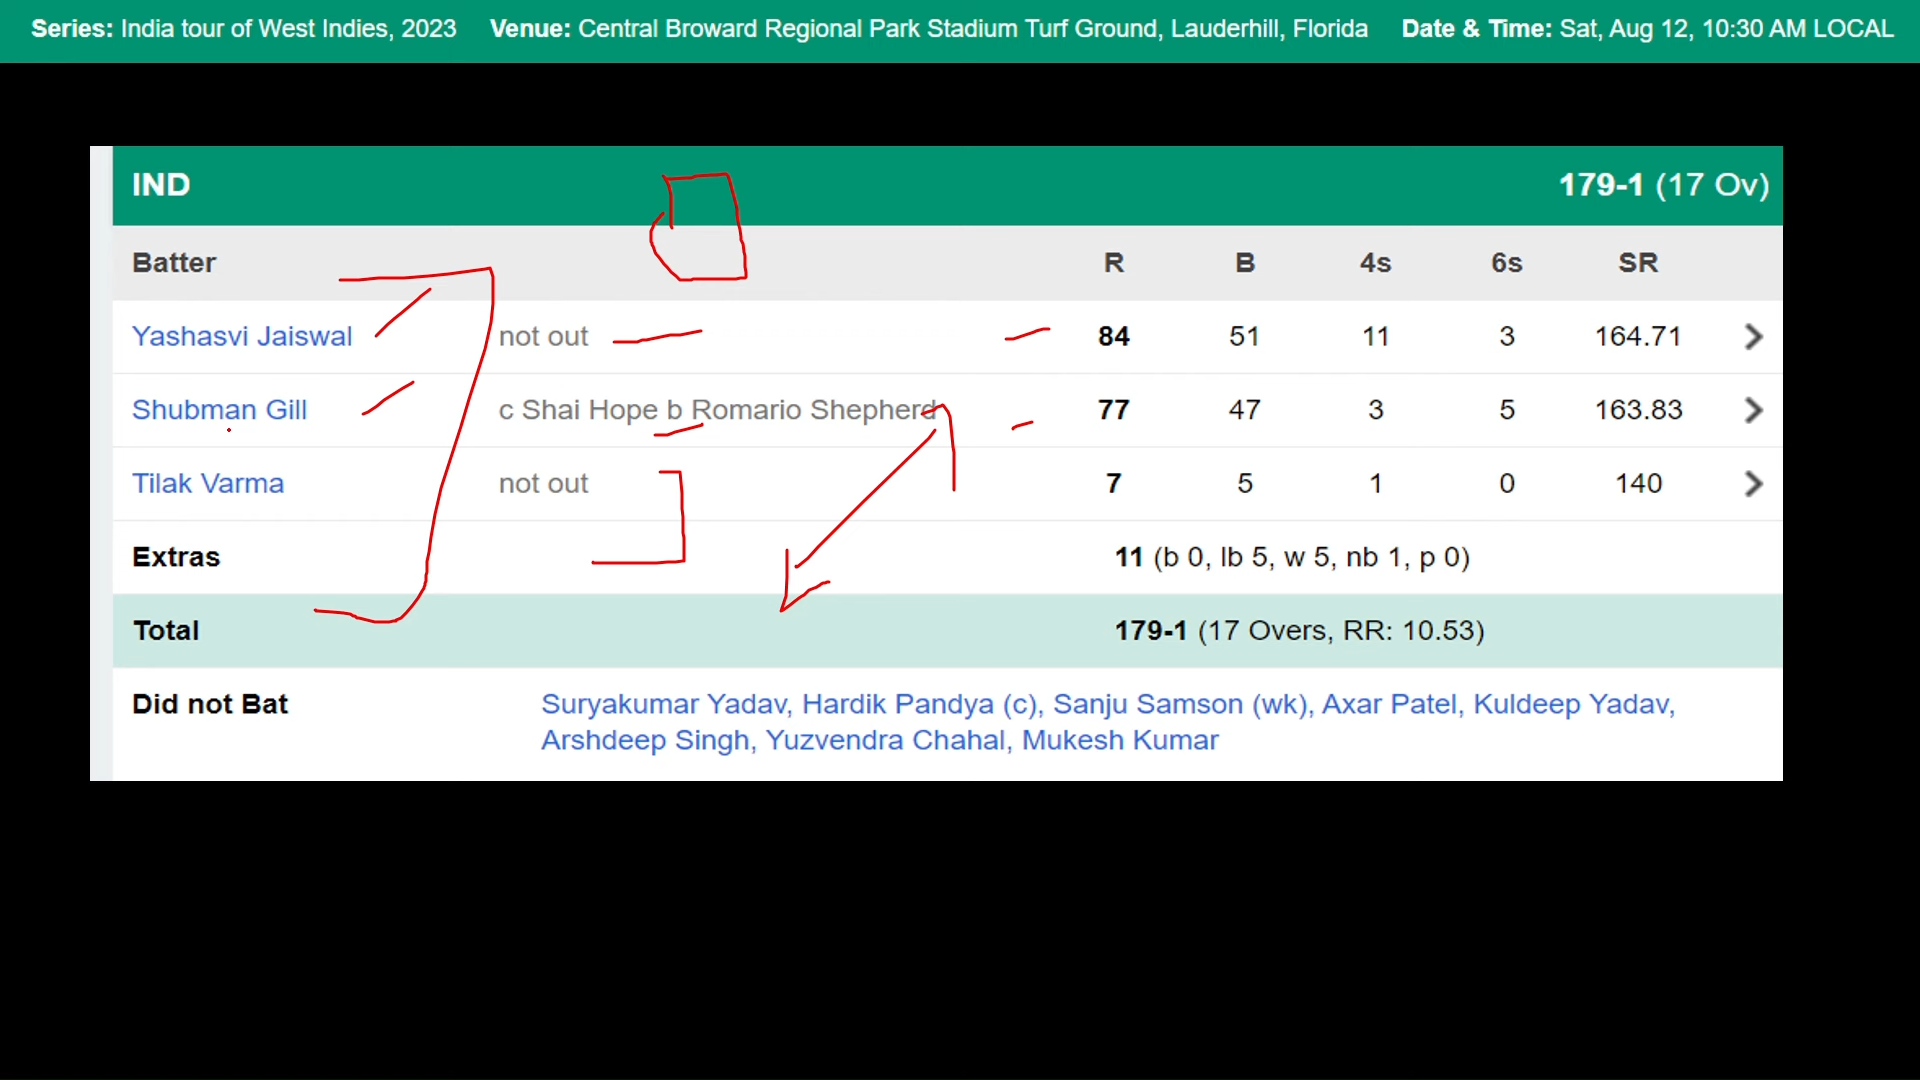 Series: India tour of West Indies, 2023 Venue: Central Broward Regional Park Stadium Turf Ground, Lauderhill, Florida Date & Time: Sat, Aug 12, 10:30 AM LOCAL
IND 179-1 (17 Ov)
Batter R B 4s 6s SR
Yashasvi Jaiswal not out 84 51 11 3 164.71
Shubman Gill c Shai Hope b Romario Shepherd 77 47 3 5 163.83
Tilak Varma not out 7 5 1 0 140
Extras 11 (b 0, lb 5, w 5, nb 1, p 0)
Total 179-1 (17 Overs, RR: 10.53)
Did not Bat Suryakumar Yadav, Hardik Pandya (c), Sanju Samson (wk), Axar Patel, Kuldeep Yadav,
Arshdeep Singh, Yuzvendra Chahal, Mukesh Kumar